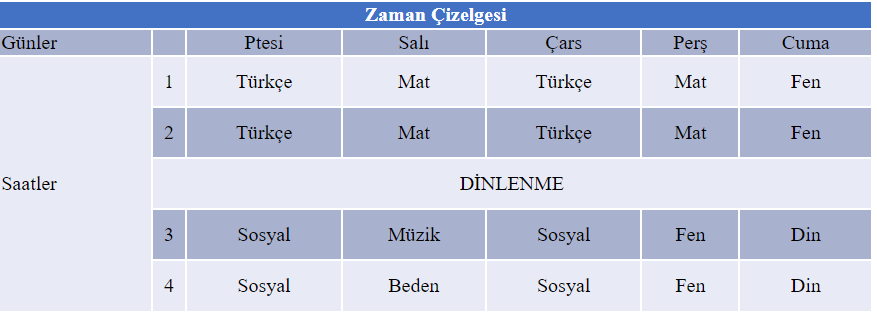 Zaman Çizelgesi
Günler Ptesi Salı Çars Perş Cuma
1 Türkçe Mat Türkçe Mat Fen
2 Türkçe Mat Türkçe Mat Fen
Saatler DİNLENME
3 Sosyal Müzik Sosyal Fen Din
4 Sosyal Beden Sosyal Fen Din